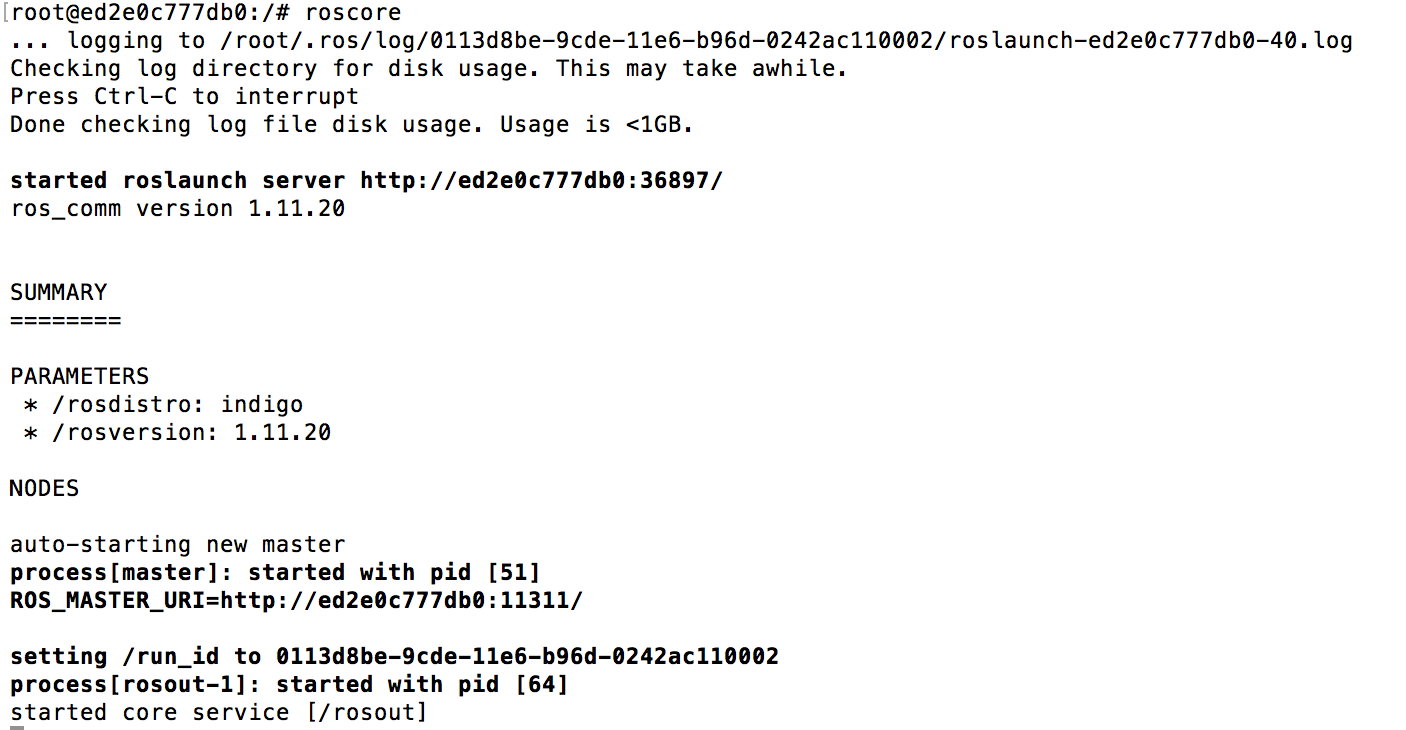 [root@ed2e0c777db0:/# roscore
... logging to /root/.ros/log/0113d8be-9cde-11e6-b96d-0242ac110002/roslaunch-ed2e0c777db0-40.log
Checking log directory for disk usage. This may take awhile.
Press Ctrl-C to interrupt
Done checking log file disk usage. Usage is <1GB.
started roslaunch server http://ed2e0c777db0:36897/
ros_comm version 1.11.20
SUMMARY
========
PARAMETERS
 * /rosdistro: indigo
 * /rosversion: 1.11.20
NODES
auto-starting new master
process[master]: started with pid [51]
ROS_MASTER_URI=http://ed2e0c777db0:11311/
setting /run_id to 0113d8be-9cde-11e6-b96d-0242ac110002
process[rosout-1]: started with pid [64]
started core service [/rosout]